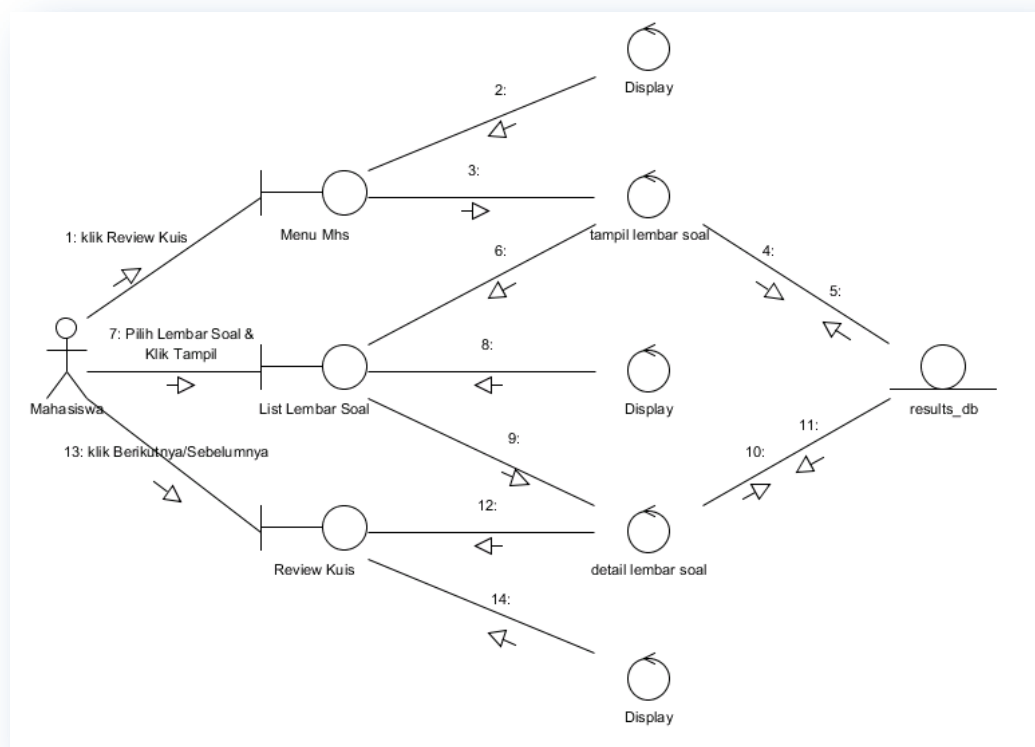 Display
2:
3:
Menu Mhs
tampil lembar soal
1: klik Review Kuis
6:
4:
5:
7: Pilih Lembar Soal &
Klik Tampil
8:
Mahasiswa
List Lembar Soal
Display
results_db
9:
11:
13: klik Berikutnya/Sebelumnya
10:
12:
Review Kuis
detail lembar soal
14:
Display